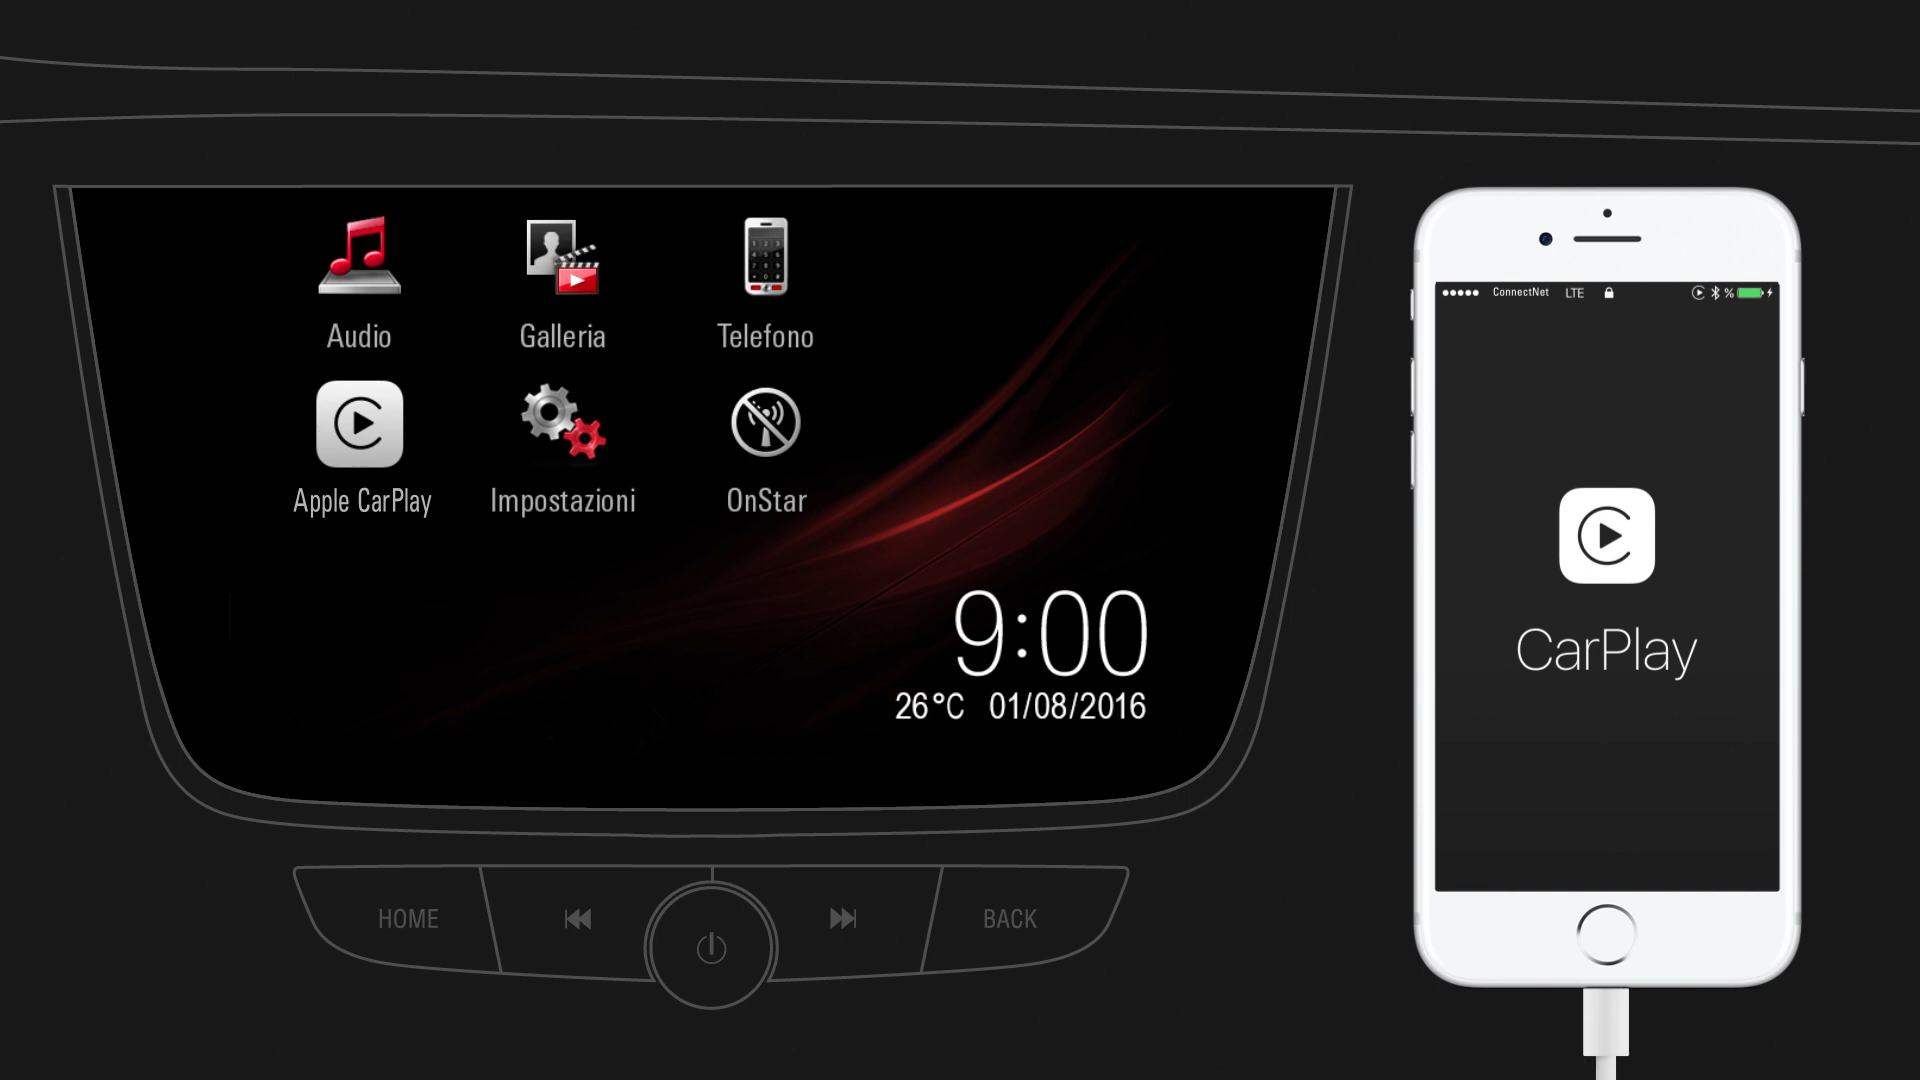 Audio
Galleria
Telefono
Apple CarPlay
Impostazioni
OnStar
9:00
26°C 01/08/2016
HOME
BACK
ConnectNet LTE %
CarPlay